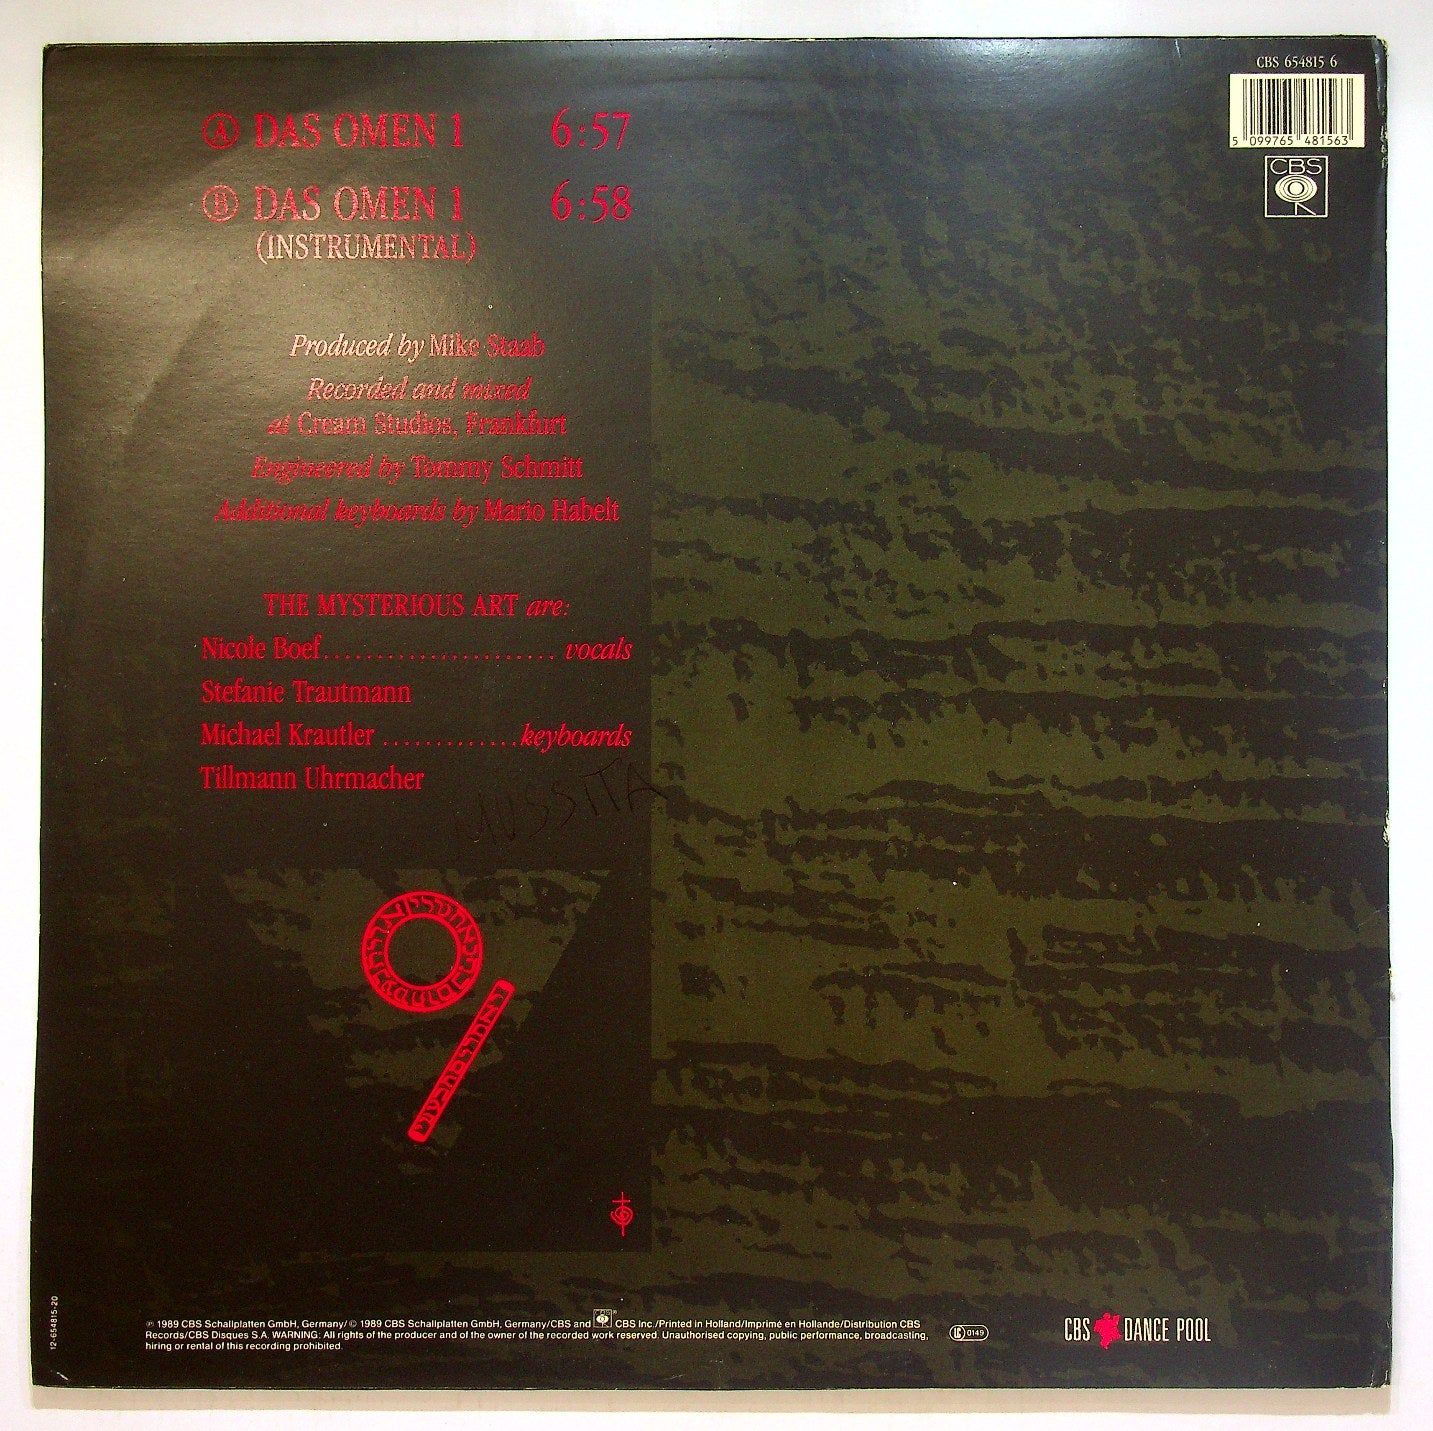 CBS 654815 6
5 099765 481563
CBS
Ⓐ DAS OMEN 1 6:57
Ⓑ DAS OMEN 1 6:58
(INSTRUMENTAL)
Produced by Mike Staab
Recorded and mixed
at Cream Studios, Frankfurt
Engineered by Tommy Schmitt
Additional keyboards by Mario Habelt
THE MYSTERIOUS ART are:
Nicole Boef...................... vocals
Stefanie Trautmann
Michael Krautler .............keyboards
Tillmann Uhrmacher
MUSSITA
12-654815-20
℗ 1989 CBS Schallplatten GmbH, Germany/ © 1989 CBS Schallplatten GmbH, Germany/CBS and ® CBS Inc./Printed in Holland/Imprimé en Hollande/Distribution CBS
Records/CBS Disques S.A. WARNING: All rights of the producer and of the owner of the recorded work reserved. Unauthorised copying, public performance, broadcasting,
hiring or rental of this recording prohibited.
LC 0149
CBS DANCE POOL